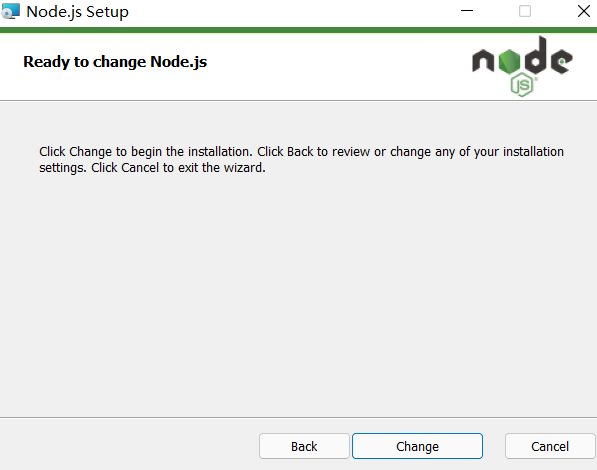 Node.js Setup
Ready to change Node.js
node
JS
Click Change to begin the installation. Click Back to review or change any of your installation
settings. Click Cancel to exit the wizard.
Back
Change
Cancel